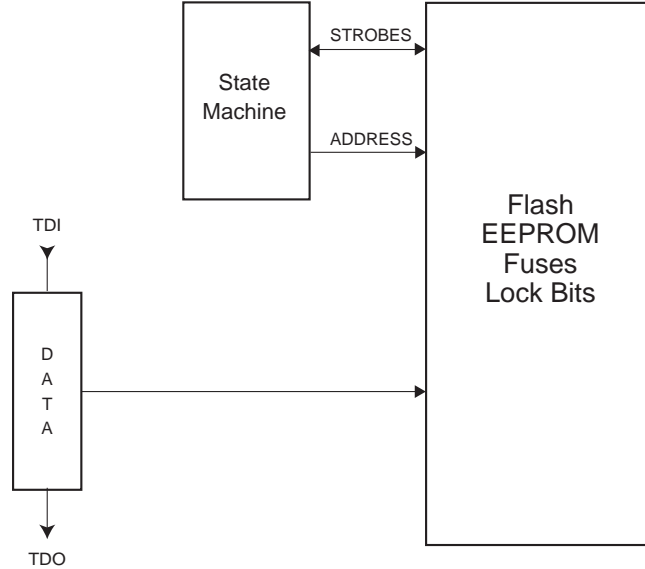 STROBES
State
Machine
ADDRESS
Flash
EEPROM
Fuses
Lock Bits
TDI
D
A
T
A
TDO